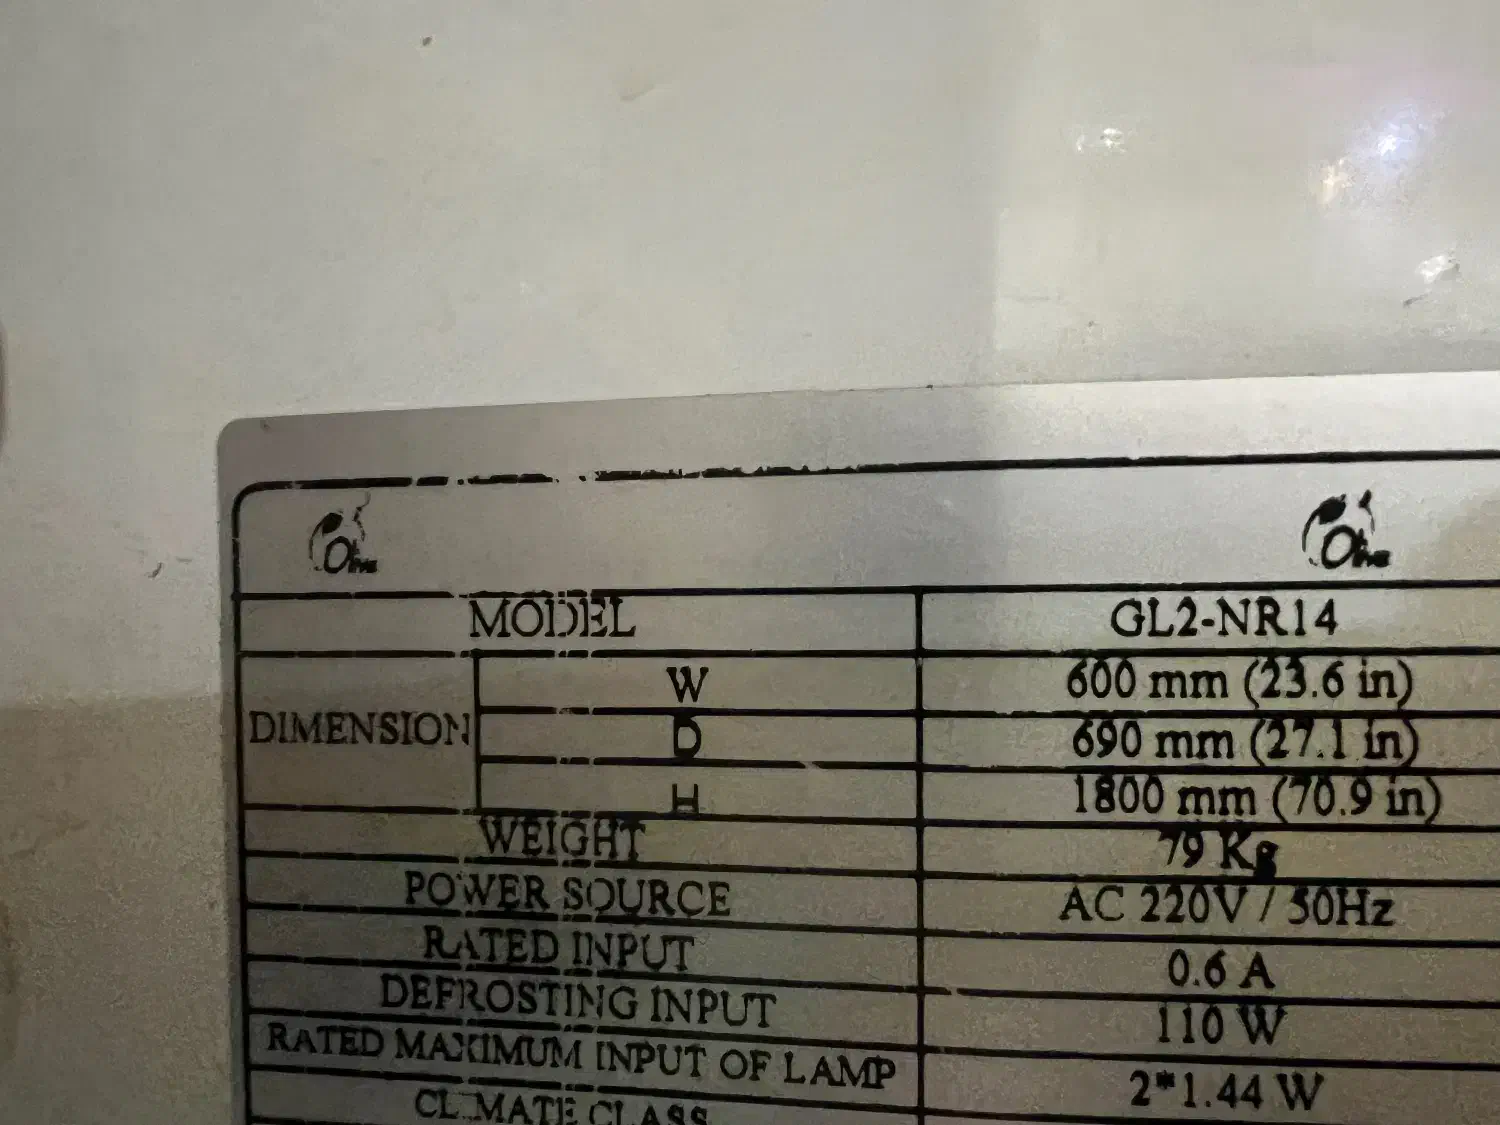 Olive Olive
MODEL GL2-NR14
DIMENSION W 600 mm (23.6 in)
D 690 mm (27.1 in)
H 1800 mm (70.9 in)
WEIGHT 79 Kg
POWER SOURCE AC 220V / 50Hz
RATED INPUT 0.6 A
DEFROSTING INPUT 110 W
RATED MAXIMUM INPUT OF LAMP 2*1.44 W
CLIMATE CLASS